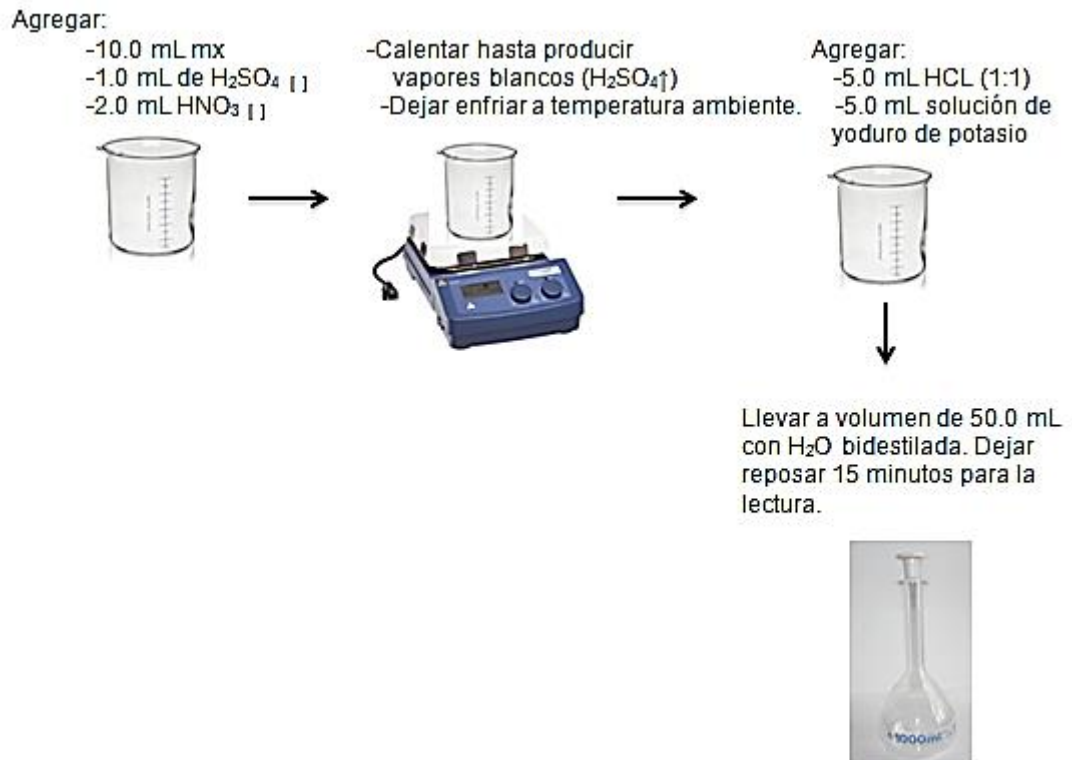 Agregar:
-10.0 mL mx
-1.0 mL de H₂SO₄ [ ]
-2.0 mL HNO₃ [ ]
-Calentar hasta producir
vapores blancos (H₂SO₄↑)
-Dejar enfriar a temperatura ambiente.
Agregar:
-5.0 mL HCL (1:1)
-5.0 mL solución de
yoduro de potasio
Llevar a volumen de 50.0 mL
con H₂O bidestilada. Dejar
reposar 15 minutos para la
lectura.
1000ml